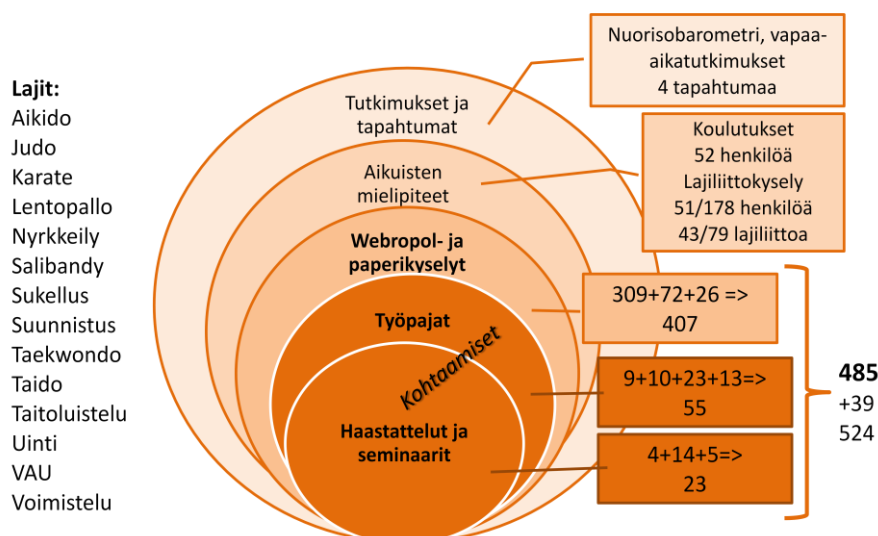 Lajit:
Aikido
Judo
Karate
Lentopallo
Nyrkkeily
Salibandy
Sukellus
Suunnistus
Taekwondo
Taido
Taitoluistelu
Uinti
VAU
Voimistelu
Tutkimukset ja
tapahtumat
Aikuisten
mielipiteet
Webropol- ja
paperikyselyt
Työpajat
Kohtaamiset
Haastattelut ja
seminaarit
Nuorisobarometri, vapaa-
aikatutkimukset
4 tapahtumaa
Koulutukset
52 henkilöä
Lajiliittokysely
51/178 henkilöä
43/79 lajiliittoa
309+72+26 =>
407
9+10+23+13=>
55
4+14+5=>
23
485
+39
524